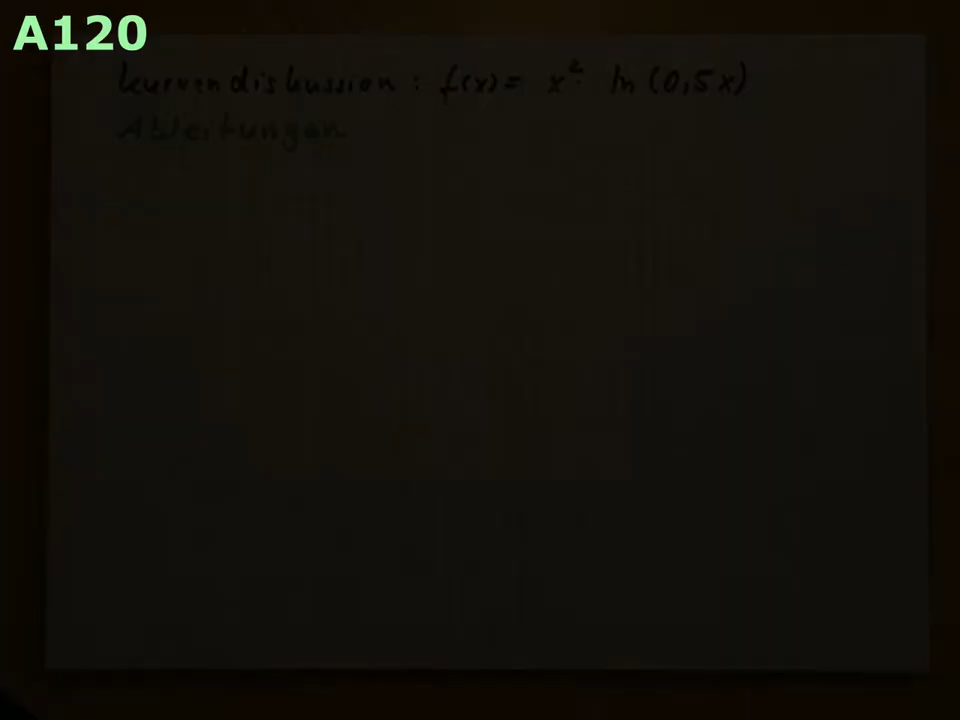 A120
Kurvendiskussion : f(x) = x² · ln (0,5x)
Ableitungen